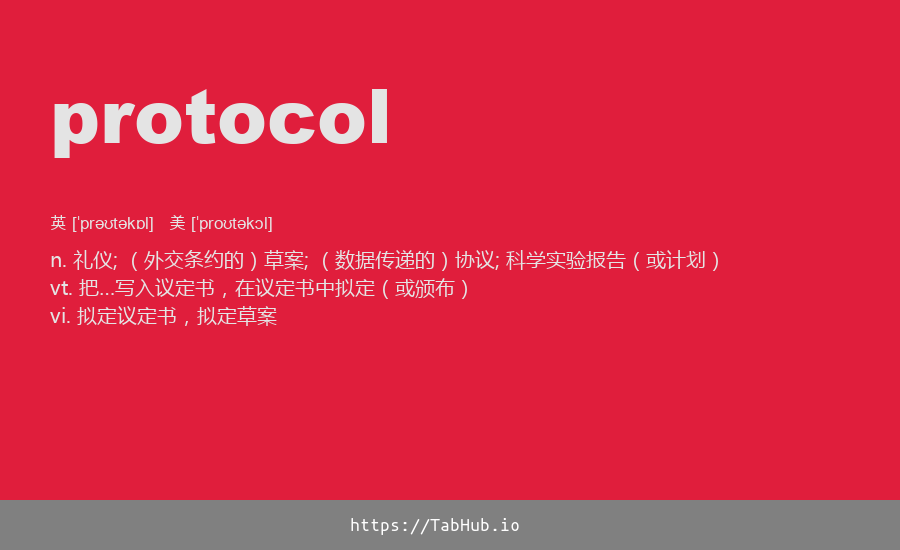 protocol
英 [ˈprəʊtəkɒl] 美 [ˈproʊtəkɔl]
n. 礼仪; （外交条约的）草案; （数据传递的）协议; 科学实验报告（或计划）
vt. 把...写入议定书，在议定书中拟定（或颁布）
vi. 拟定议定书，拟定草案
https://TabHub.io